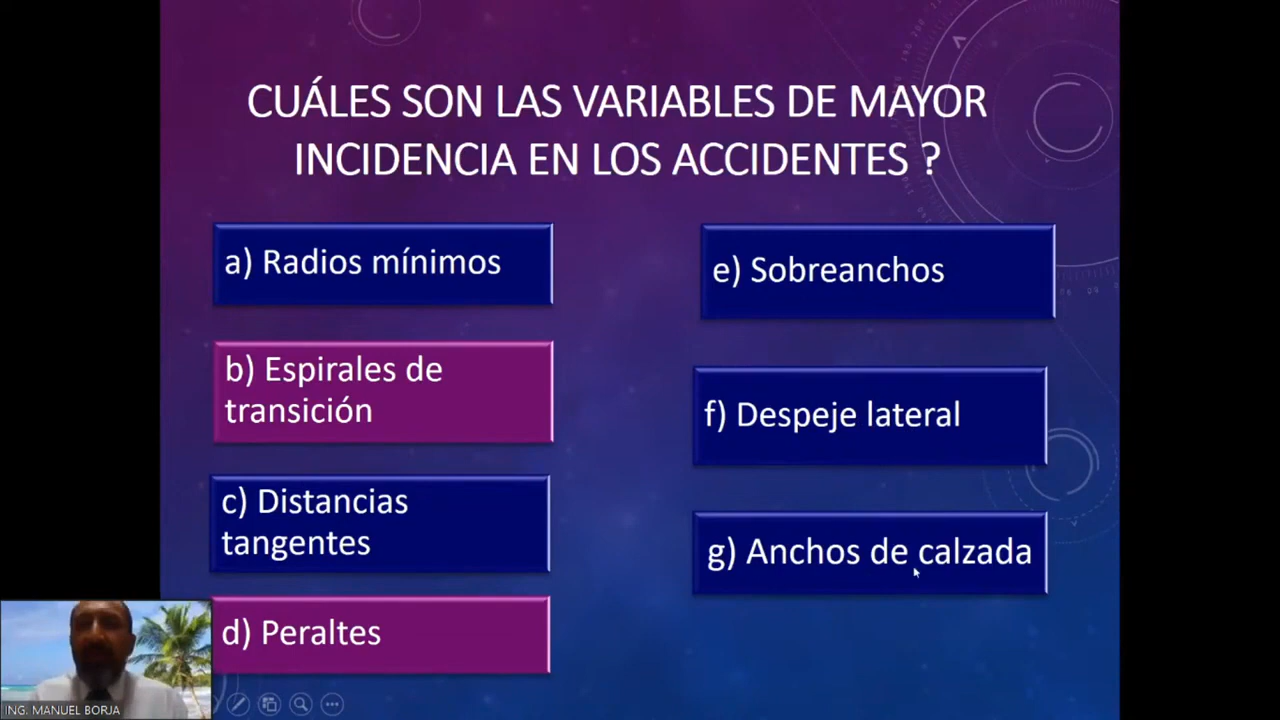 CUÁLES SON LAS VARIABLES DE MAYOR
INCIDENCIA EN LOS ACCIDENTES ?
a) Radios mínimos
b) Espirales de
transición
c) Distancias
tangentes
d) Peraltes
e) Sobreanchos
f) Despeje lateral
g) Anchos de calzada
ING. MANUEL BORJA